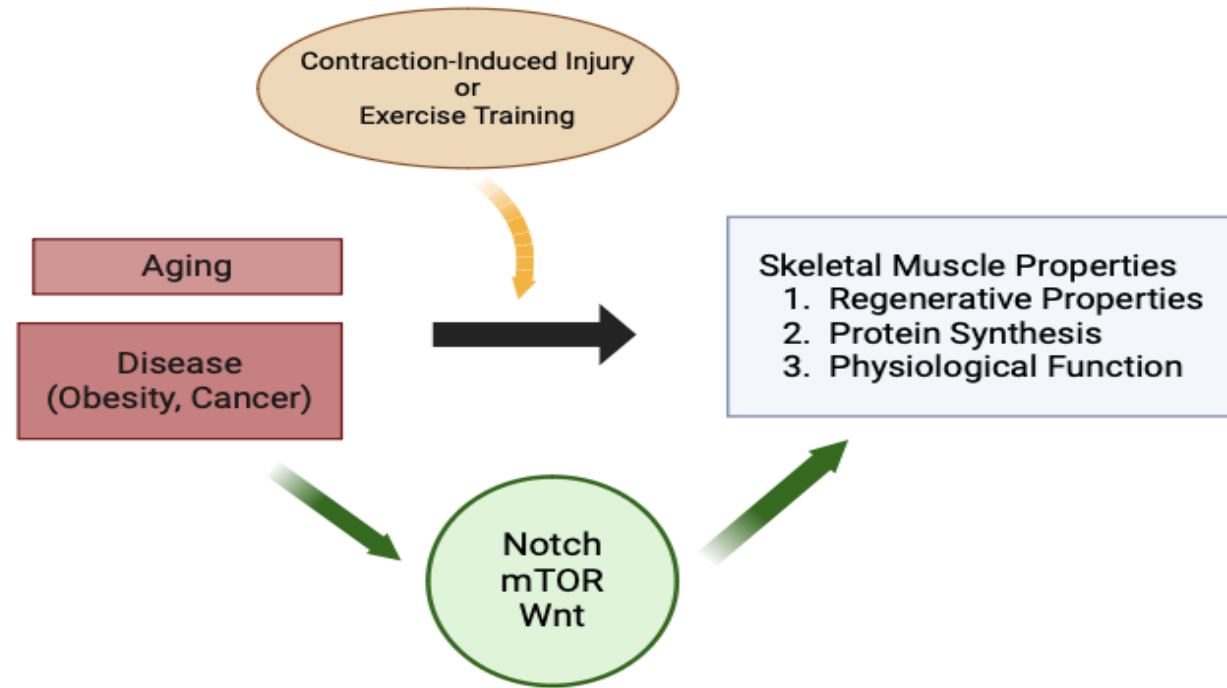 Contraction-Induced Injury
or
Exercise Training
Aging
Disease
(Obesity, Cancer)
Skeletal Muscle Properties
1. Regenerative Properties
2. Protein Synthesis
3. Physiological Function
Notch
mTOR
Wnt